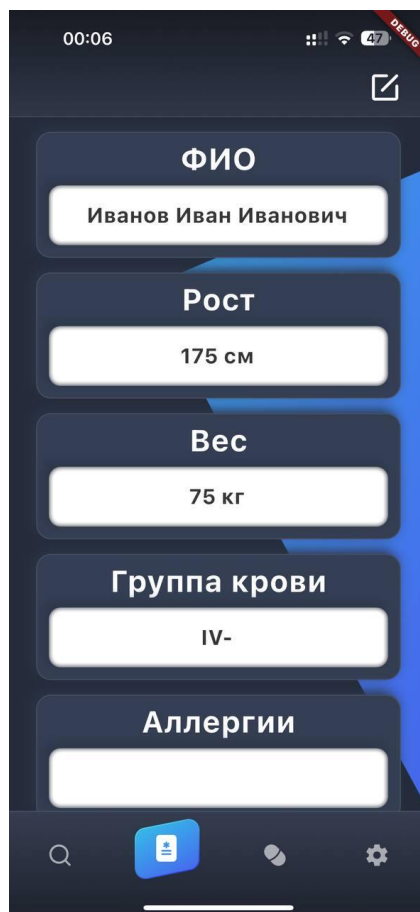 00:06
47
DEBUG
ФИО
Иванов Иван Иванович
Рост
175 см
Вес
75 кг
Группа крови
IV-
Аллергии